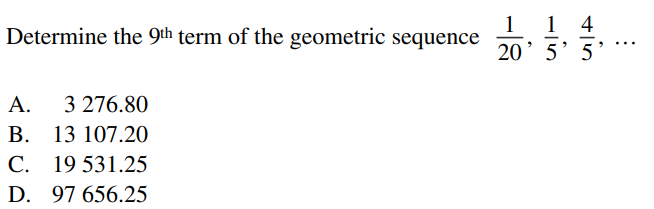 Determine the 9th term of the geometric sequence 1/20, 1/5, 4/5, ...
A. 3 276.80
B. 13 107.20
C. 19 531.25
D. 97 656.25